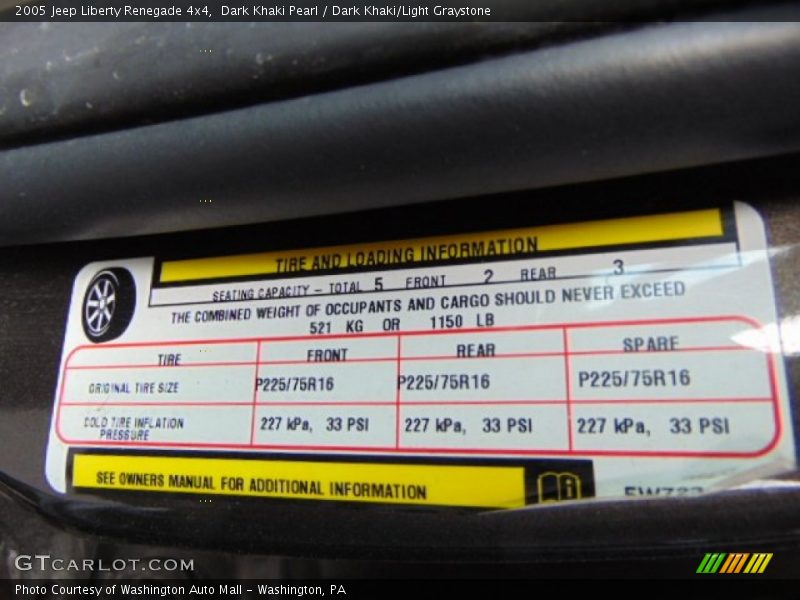 2005 Jeep Liberty Renegade 4x4,  Dark Khaki Pearl / Dark Khaki/Light Graystone
TIRE AND LOADING INFORMATION
SEATING CAPACITY - TOTAL 5 FRONT 2 REAR 3
THE COMBINED WEIGHT OF OCCUPANTS AND CARGO SHOULD NEVER EXCEED
521 KG OR 1150 LB
TIRE FRONT REAR SPARE
ORIGINAL TIRE SIZE P225/75R16 P225/75R16 P225/75R16
COLD TIRE INFLATION PRESSURE 227 kPa, 33 PSI 227 kPa, 33 PSI 227 kPa, 33 PSI
SEE OWNERS MANUAL FOR ADDITIONAL INFORMATION
GTCARLOT.COM
Photo Courtesy of Washington Auto Mall - Washington, PA